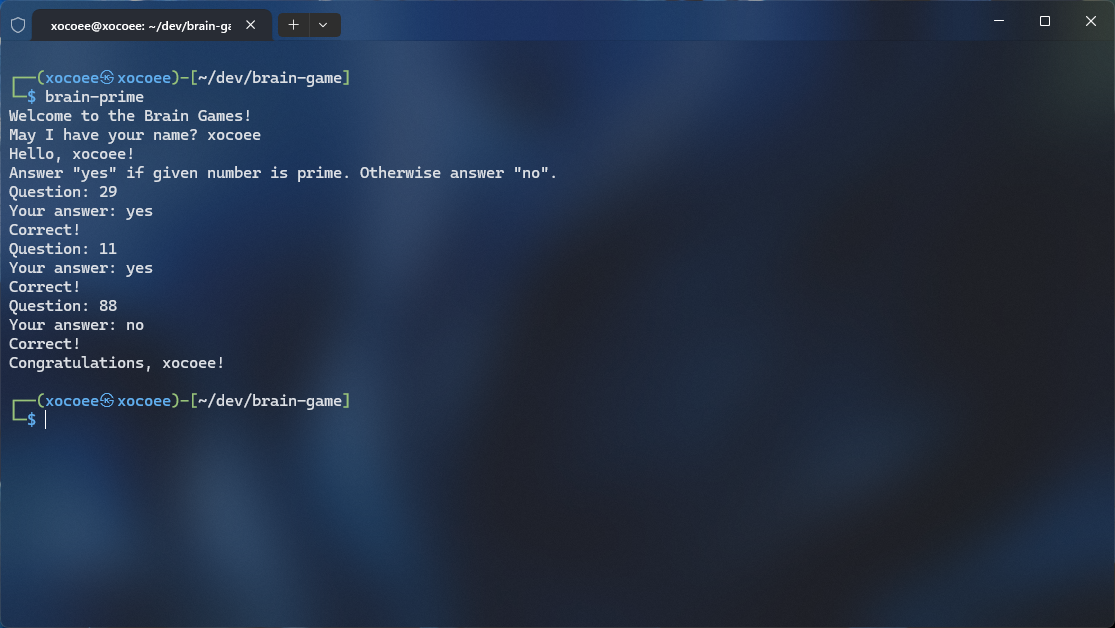 xocoee@xocoee: ~/dev/brain-ga
┌──(xocoee㉿xocoee)-[~/dev/brain-game]
└─$ brain-prime
Welcome to the Brain Games!
May I have your name? xocoee
Hello, xocoee!
Answer "yes" if given number is prime. Otherwise answer "no".
Question: 29
Your answer: yes
Correct!
Question: 11
Your answer: yes
Correct!
Question: 88
Your answer: no
Correct!
Congratulations, xocoee!
┌──(xocoee㉿xocoee)-[~/dev/brain-game]
└─$